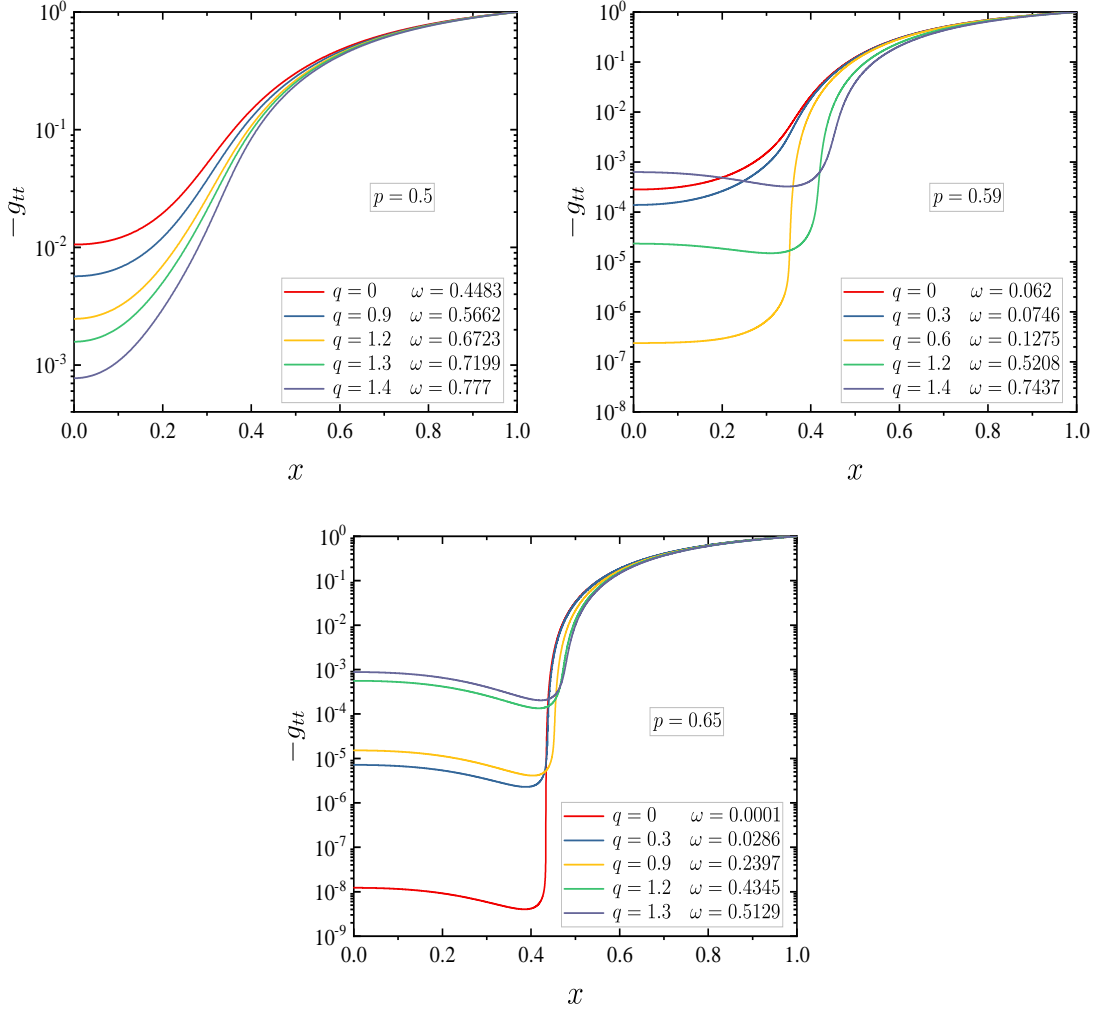 10^0
10^-1
10^-2
10^-3
−g_tt
p = 0.5
q = 0 ω = 0.4483
q = 0.9 ω = 0.5662
q = 1.2 ω = 0.6723
q = 1.3 ω = 0.7199
q = 1.4 ω = 0.777
0.0 0.2 0.4 0.6 0.8 1.0
x
10^0
10^-1
10^-2
10^-3
10^-4
10^-5
10^-6
10^-7
10^-8
−g_tt
p = 0.59
q = 0 ω = 0.062
q = 0.3 ω = 0.0746
q = 0.6 ω = 0.1275
q = 1.2 ω = 0.5208
q = 1.4 ω = 0.7437
0.0 0.2 0.4 0.6 0.8 1.0
x
10^0
10^-1
10^-2
10^-3
10^-4
10^-5
10^-6
10^-7
10^-8
10^-9
−g_tt
p = 0.65
q = 0 ω = 0.0001
q = 0.3 ω = 0.0286
q = 0.9 ω = 0.2397
q = 1.2 ω = 0.4345
q = 1.3 ω = 0.5129
0.0 0.2 0.4 0.6 0.8 1.0
x